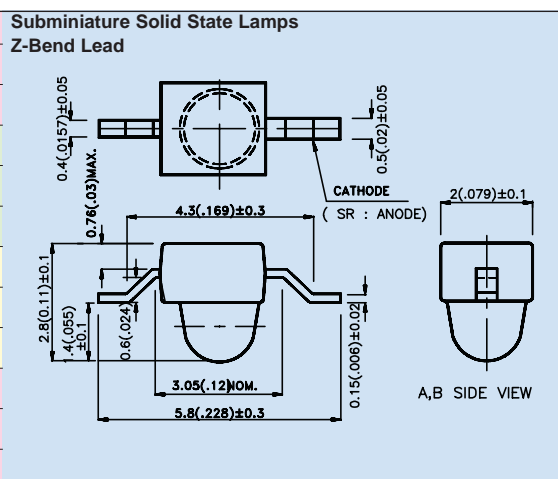 Subminiature Solid State Lamps
Z-Bend Lead
0.4(.0157)±0.05
0.5(.02)±0.05
CATHODE
( SR : ANODE)
0.76(.03)MAX.
4.3(.169)±0.3
2(.079)±0.1
2.8(0.11)±0.1
1.4(.055)
±0.1
0.6(.024)
0.15(.006)±0.02
3.05(.12)NOM.
5.8(.228)±0.3
A,B SIDE VIEW